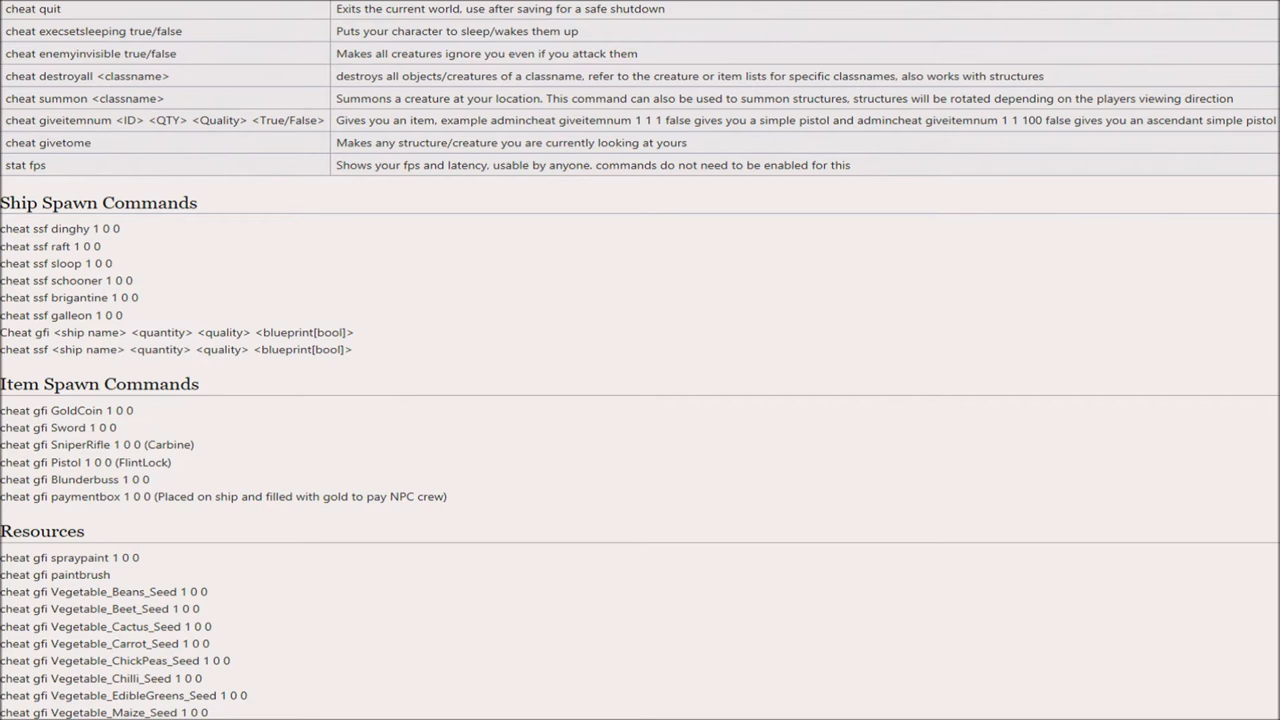 cheat quit Exits the current world, use after saving for a safe shutdown
cheat execsetsleeping true/false Puts your character to sleep/wakes them up
cheat enemyinvisible true/false Makes all creatures ignore you even if you attack them
cheat destroyall <classname> destroys all objects/creatures of a classname, refer to the creature or item lists for specific classnames, also works with structures
cheat summon <classname> Summons a creature at your location. This command can also be used to summon structures, structures will be rotated depending on the players viewing direction
cheat giveitemnum <ID> <QTY> <Quality> <True/False> Gives you an item, example admincheat giveitemnum 1 1 1 false gives you a simple pistol and admincheat giveitemnum 1 1 100 false gives you an ascendant simple pistol
cheat givetome Makes any structure/creature you are currently looking at yours
stat fps Shows your fps and latency, usable by anyone. commands do not need to be enabled for this
Ship Spawn Commands
cheat ssf dinghy 1 0 0
cheat ssf raft 1 0 0
cheat ssf sloop 1 0 0
cheat ssf schooner 1 0 0
cheat ssf brigantine 1 0 0
cheat ssf galleon 1 0 0
Cheat gfi <ship name> <quantity> <quality> <blueprint[bool]>
cheat ssf <ship name> <quantity> <quality> <blueprint[bool]>
Item Spawn Commands
cheat gfi GoldCoin 1 0 0
cheat gfi Sword 1 0 0
cheat gfi SniperRifle 1 0 0 (Carbine)
cheat gfi Pistol 1 0 0 (FlintLock)
cheat gfi Blunderbuss 1 0 0
cheat gfi paymentbox 1 0 0 (Placed on ship and filled with gold to pay NPC crew)
Resources
cheat gfi spraypaint 1 0 0
cheat gfi paintbrush
cheat gfi Vegetable_Beans_Seed 1 0 0
cheat gfi Vegetable_Beet_Seed 1 0 0
cheat gfi Vegetable_Cactus_Seed 1 0 0
cheat gfi Vegetable_Carrot_Seed 1 0 0
cheat gfi Vegetable_ChickPeas_Seed 1 0 0
cheat gfi Vegetable_Chilli_Seed 1 0 0
cheat gfi Vegetable_EdibleGreens_Seed 1 0 0
cheat gfi Vegetable_Maize_Seed 1 0 0